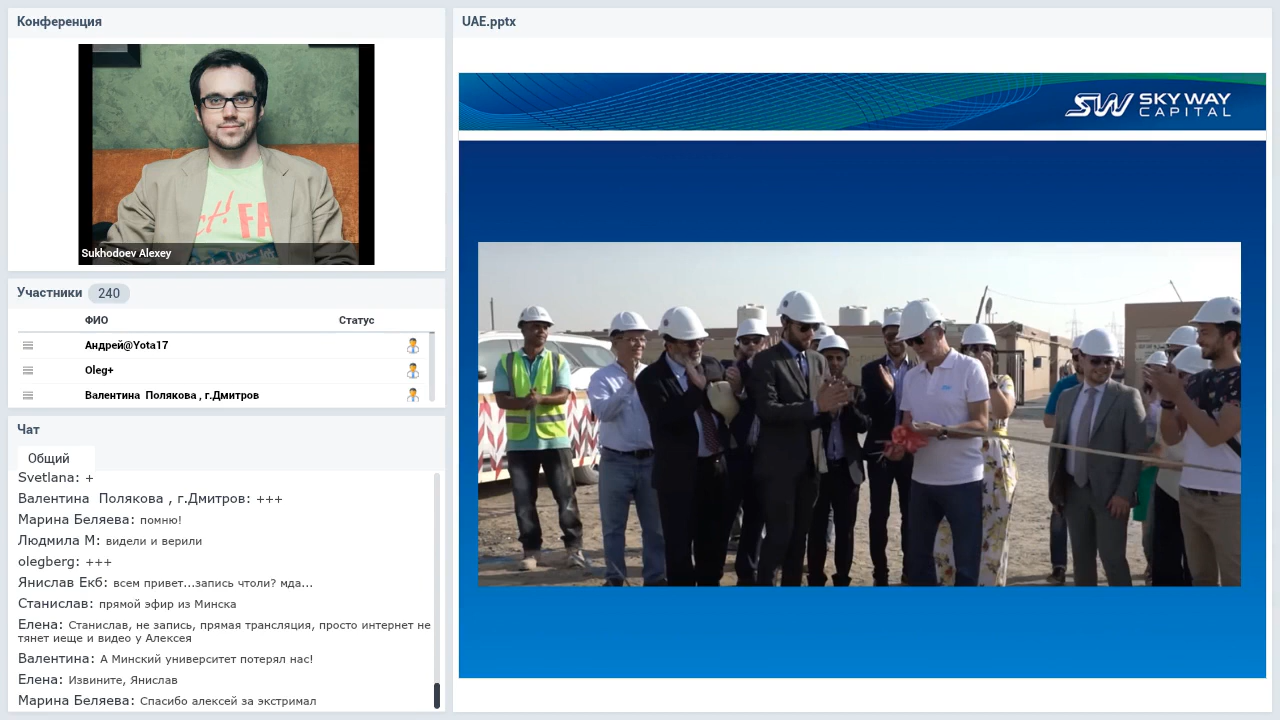 Конференция
Sukhodoev Alexey
Участники 240
ФИО Статус
Андрей@Yota17
Oleg+
Валентина Полякова , г.Дмитров
Чат
Общий
Svetlana: +
Валентина Полякова , г.Дмитров: +++
Марина Беляева: помню!
Людмила М: видели и верили
olegberg: +++
Янислав Екб: всем привет...запись чтоли? мда...
Станислав: прямой эфир из Минска
Елена: Станислав, не запись, прямая трансляция, просто интернет не
тянет иеще и видео у Алексея
Валентина: А Минский университет потерял нас!
Елена: Извините, Янислав
Марина Беляева: Спасибо алексей за экстримал
UAE.pptx
SW SKY WAY
CAPITAL